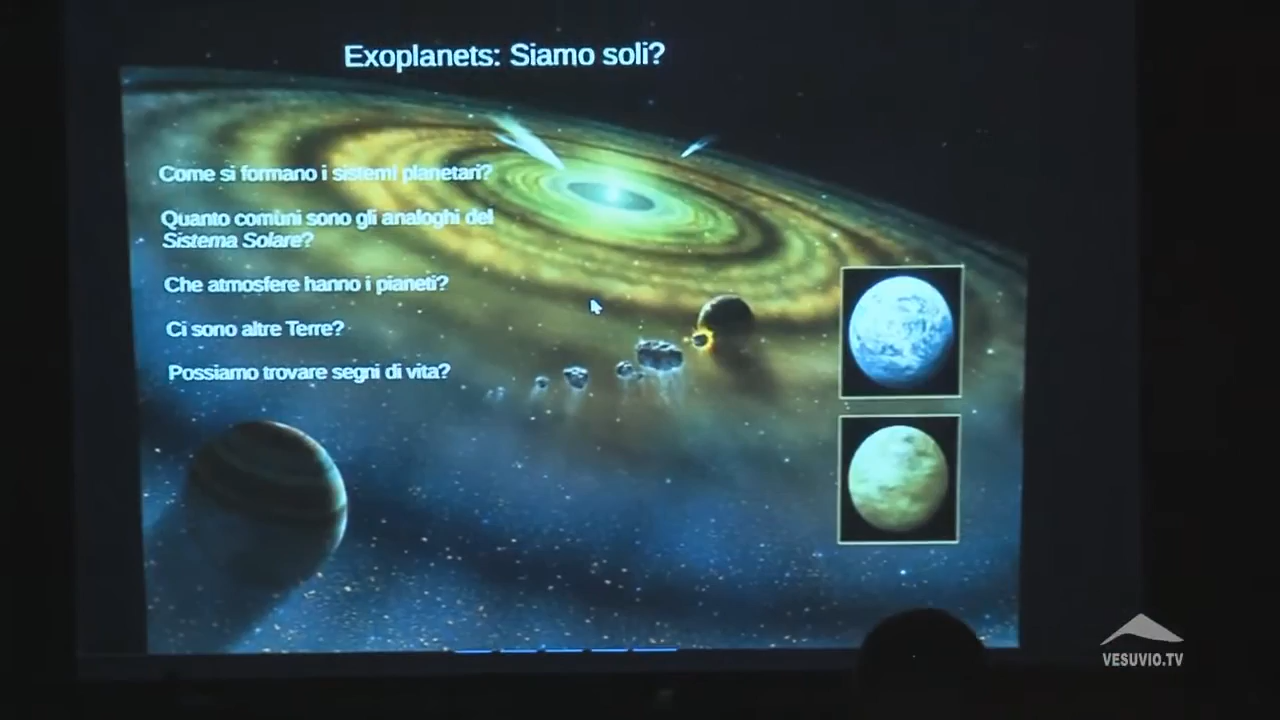 Exoplanets: Siamo soli?
Come si formano i sistemi planetari?
Quanto comuni sono gli analoghi del
Sistema Solare?
Che atmosfere hanno i pianeti?
Ci sono altre Terre?
Possiamo trovare segni di vita?
VESUVIO.TV